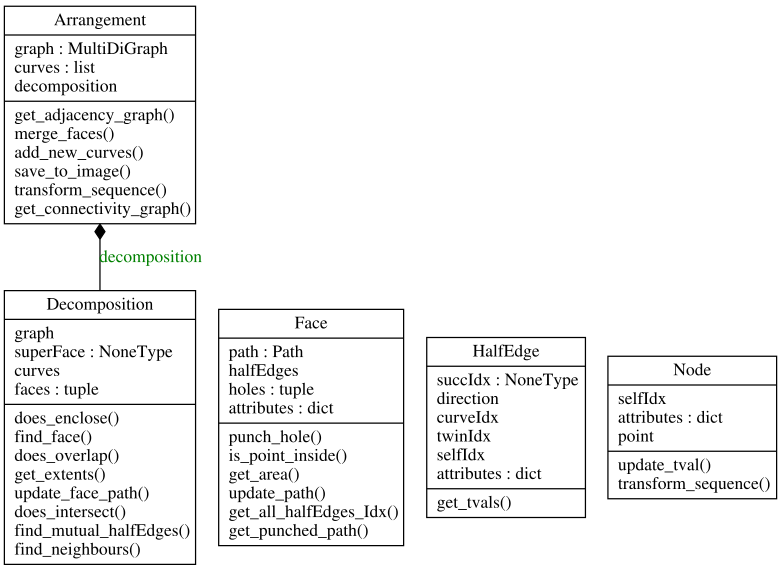 Arrangement
graph : MultiDiGraph
curves : list
decomposition
get_adjacency_graph()
merge_faces()
add_new_curves()
save_to_image()
transform_sequence()
get_connectivity_graph()
decomposition
Decomposition
graph
superFace : NoneType
curves
faces : tuple
does_enclose()
find_face()
does_overlap()
get_extents()
update_face_path()
does_intersect()
find_mutual_halfEdges()
find_neighbours()
Face
path : Path
halfEdges
holes : tuple
attributes : dict
punch_hole()
is_point_inside()
get_area()
update_path()
get_all_halfEdges_Idx()
get_punched_path()
HalfEdge
succIdx : NoneType
direction
curveIdx
twinIdx
selfIdx
attributes : dict
get_tvals()
Node
selfIdx
attributes : dict
point
update_tval()
transform_sequence()